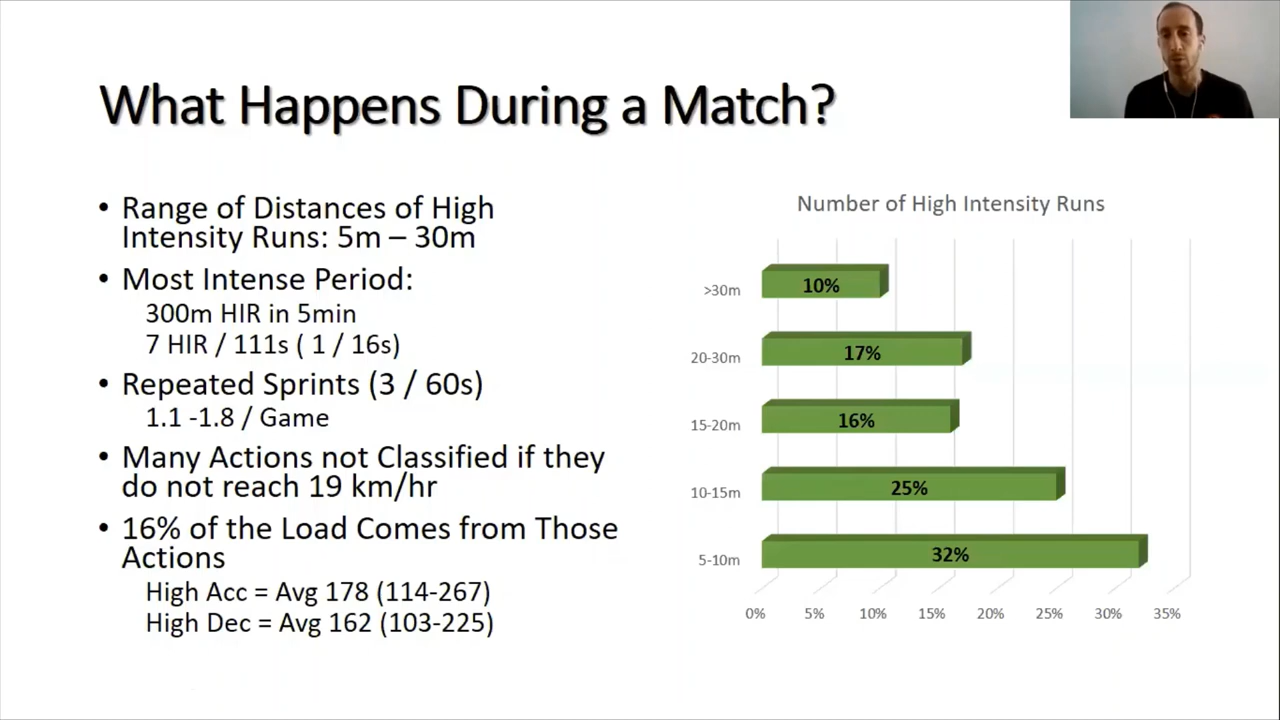 What Happens During a Match?
• Range of Distances of High
Intensity Runs: 5m – 30m
• Most Intense Period:
300m HIR in 5min
7 HIR / 111s ( 1 / 16s)
• Repeated Sprints (3 / 60s)
1.1 -1.8 / Game
• Many Actions not Classified if they
do not reach 19 km/hr
• 16% of the Load Comes from Those
Actions
High Acc = Avg 178 (114-267)
High Dec = Avg 162 (103-225)
Number of High Intensity Runs
>30m 10%
20-30m 17%
15-20m 16%
10-15m 25%
5-10m 32%
0% 5% 10% 15% 20% 25% 30% 35%